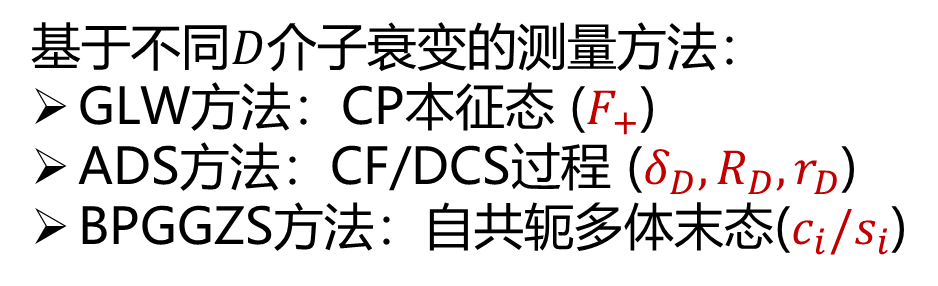 基于不同D介子衰变的测量方法：
➢ GLW方法：CP本征态 (F₊)
➢ ADS方法：CF/DCS过程 (δ_D, R_D, r_D)
➢ BPGGZS方法：自共轭多体末态(c_i/s_i)